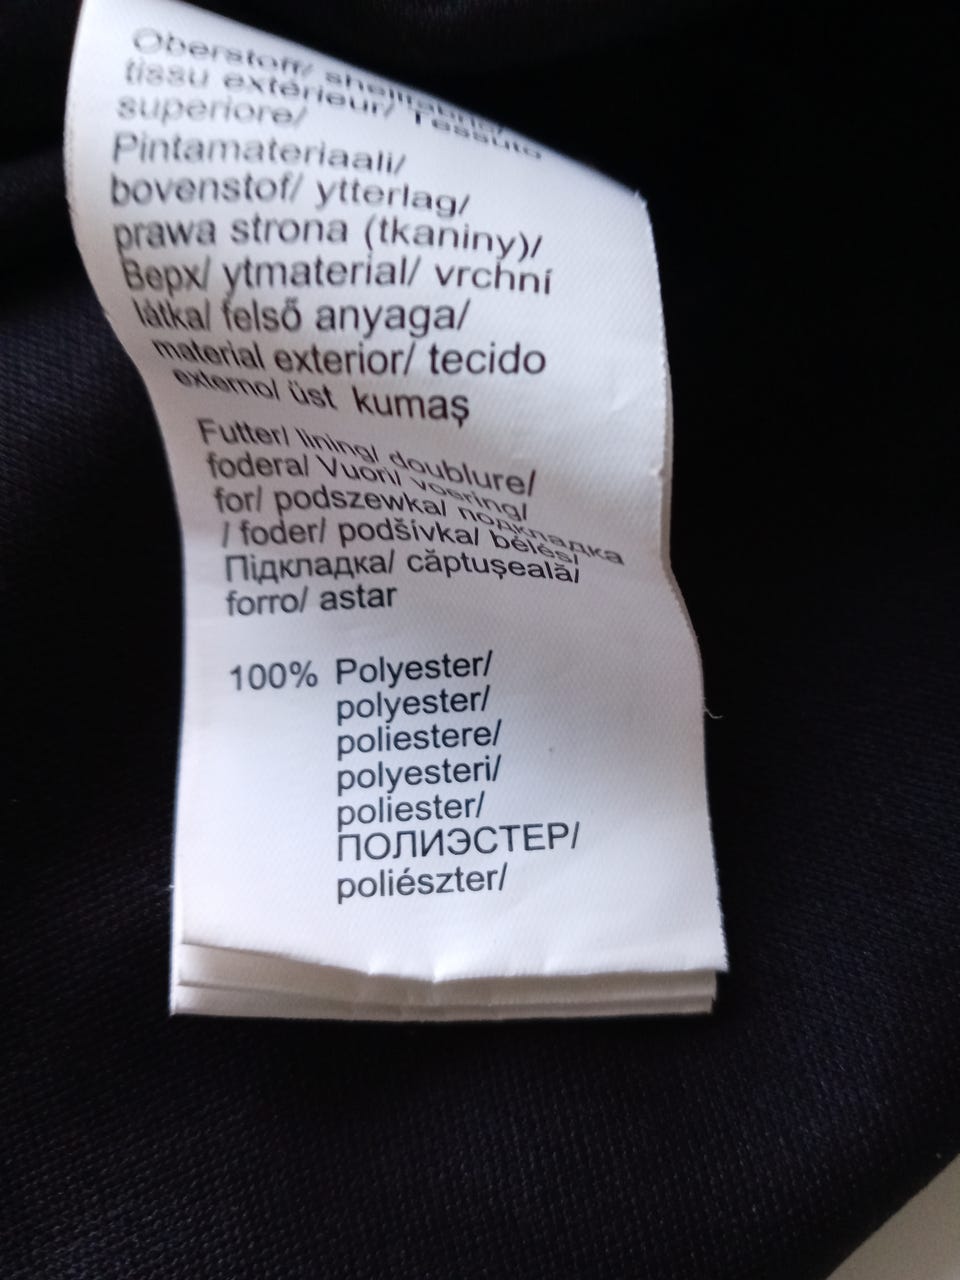 Oberstoff/ shellfabric/
tissu extérieur/ Tessuto
superiore/
Pintamateriaali/
bovenstof/ ytterlag/
prawa strona (tkaniny)/
Верх/ ytmaterial/ vrchní
látka/ felső anyaga/
material exterior/ tecido
externo/ üst kumaş
Futter/ lining/ doublure/
fodera/ Vuori/ voering/
for/ podszewka/ подкладка
/ foder/ podšívka/ bélés/
Підкладка/ căptușeală/
forro/ astar
100% Polyester/
polyester/
poliestere/
polyesteri/
poliester/
ПОЛИЭСТЕР/
poliészter/